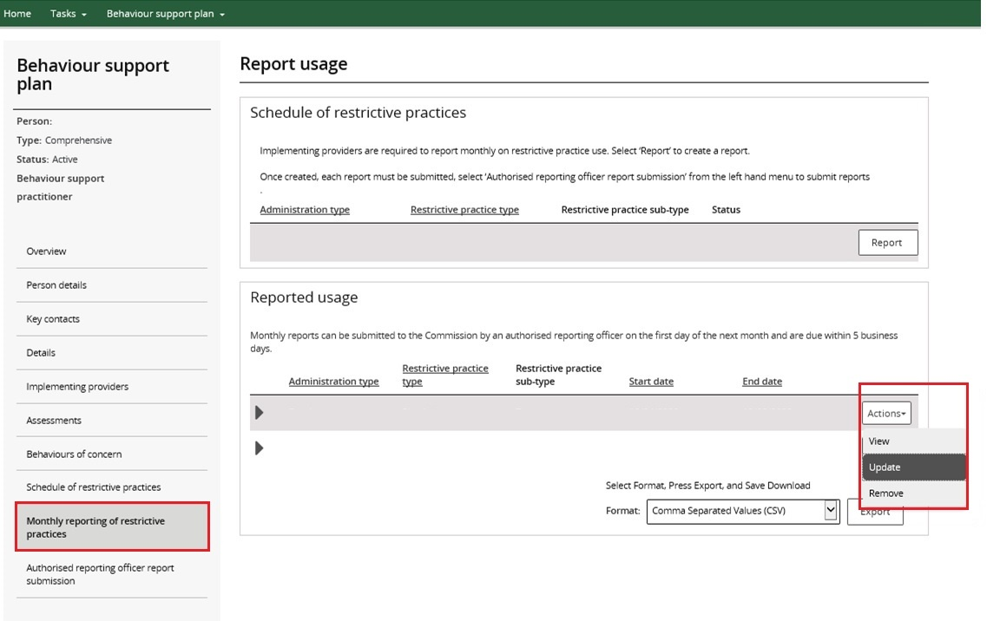 Home Tasks Behaviour support plan
Behaviour support
plan
Person:
Type: Comprehensive
Status: Active
Behaviour support
practitioner
Overview
Person details
Key contacts
Details
Implementing providers
Assessments
Behaviours of concern
Schedule of restrictive practices
Monthly reporting of restrictive
practices
Authorised reporting officer report
submission
Report usage
Schedule of restrictive practices
Implementing providers are required to report monthly on restrictive practice use. Select ‘Report’ to create a report.
Once created, each report must be submitted, select ‘Authorised reporting officer report submission’ from the left hand menu to submit reports
.
Administration type Restrictive practice type Restrictive practice sub-type Status
Report
Reported usage
Monthly reports can be submitted to the Commission by an authorised reporting officer on the first day of the next month and are due within 5 business
days.
Administration type Restrictive practice
type Restrictive practice
sub-type Start date End date
Actions
View
Update
Remove
Select Format, Press Export, and Save Download
Format: Comma Separated Values (CSV) Export